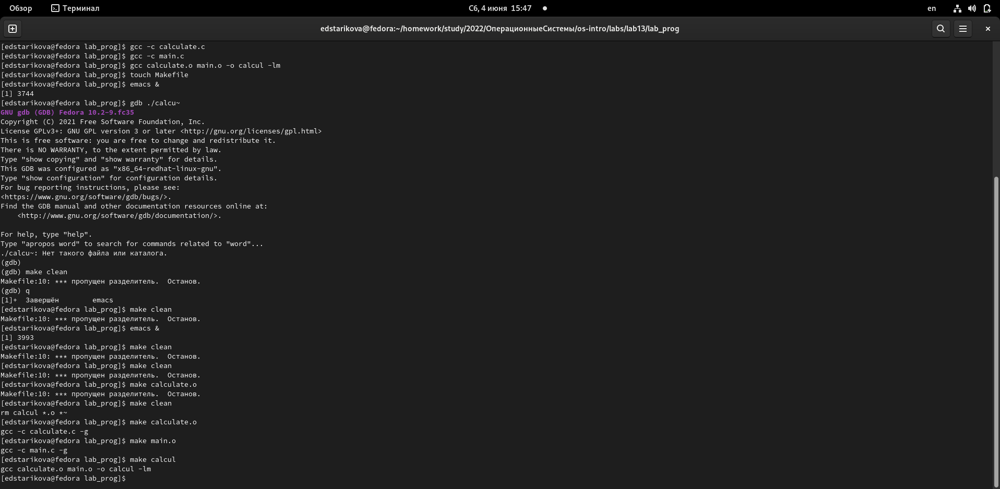 Обзор Терминал Сб, 4 июня 15:47 en
edstarikova@fedora:~/homework/study/2022/ОперационныеСистемы/os-intro/labs/lab13/lab_prog
[edstarikova@fedora lab_prog]$ gcc -c calculate.c
[edstarikova@fedora lab_prog]$ gcc -c main.c
[edstarikova@fedora lab_prog]$ gcc calculate.o main.o -o calcul -lm
[edstarikova@fedora lab_prog]$ touch Makefile
[edstarikova@fedora lab_prog]$ emacs &
[1] 3744
[edstarikova@fedora lab_prog]$ gdb ./calcu~
GNU gdb (GDB) Fedora 10.2-9.fc35
Copyright (C) 2021 Free Software Foundation, Inc.
License GPLv3+: GNU GPL version 3 or later <http://gnu.org/licenses/gpl.html>
This is free software: you are free to change and redistribute it.
There is NO WARRANTY, to the extent permitted by law.
Type "show copying" and "show warranty" for details.
This GDB was configured as "x86_64-redhat-linux-gnu".
Type "show configuration" for configuration details.
For bug reporting instructions, please see:
<https://www.gnu.org/software/gdb/bugs/>.
Find the GDB manual and other documentation resources online at:
    <http://www.gnu.org/software/gdb/documentation/>.

For help, type "help".
Type "apropos word" to search for commands related to "word"...
./calcu~: Нет такого файла или каталога.
(gdb)
(gdb) make clean
Makefile:10: *** пропущен разделитель.  Останов.
(gdb) q
[1]+  Завершён        emacs
[edstarikova@fedora lab_prog]$ make clean
Makefile:10: *** пропущен разделитель.  Останов.
[edstarikova@fedora lab_prog]$ emacs &
[1] 3993
[edstarikova@fedora lab_prog]$ make clean
Makefile:10: *** пропущен разделитель.  Останов.
[edstarikova@fedora lab_prog]$ make clean
Makefile:10: *** пропущен разделитель.  Останов.
[edstarikova@fedora lab_prog]$ make calculate.o
Makefile:10: *** пропущен разделитель.  Останов.
[edstarikova@fedora lab_prog]$ make clean
rm calcul *.o *~
[edstarikova@fedora lab_prog]$ make calculate.o
gcc -c calculate.c -g
[edstarikova@fedora lab_prog]$ make main.o
gcc -c main.c -g
[edstarikova@fedora lab_prog]$ make calcul
gcc calculate.o main.o -o calcul -lm
[edstarikova@fedora lab_prog]$